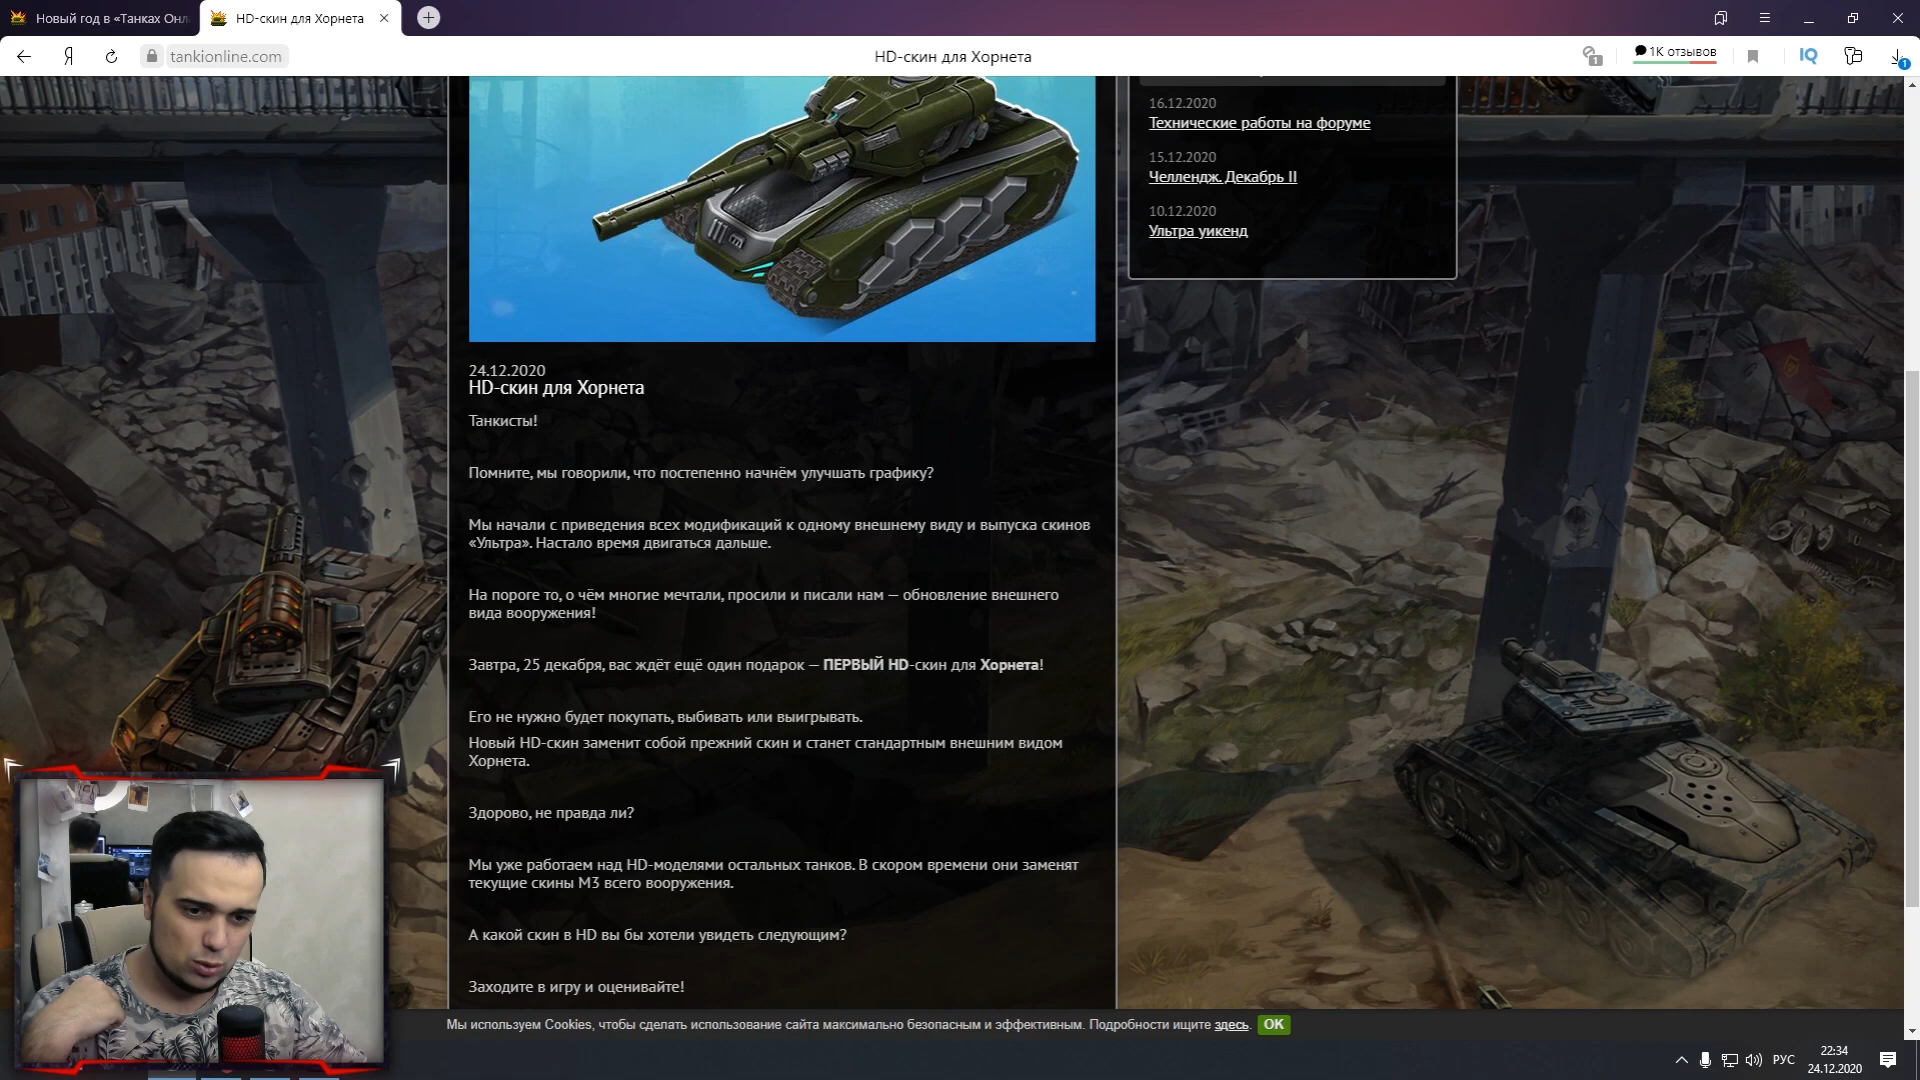 Новый год в «Танках Онл
HD-скин для Хорнета
tankionline.com
HD-скин для Хорнета
1
1К отзывов
IQ
1
16.12.2020
Технические работы на форуме
15.12.2020
Челлендж. Декабрь II
10.12.2020
Ультра уикенд
24.12.2020
HD-скин для Хорнета
Танкисты!
Помните, мы говорили, что постепенно начнём улучшать графику?
Мы начали с приведения всех модификаций к одному внешнему виду и выпуска скинов
«Ультра». Настало время двигаться дальше.
На пороге то, о чём многие мечтали, просили и писали нам — обновление внешнего
вида вооружения!
Завтра, 25 декабря, вас ждёт ещё один подарок — ПЕРВЫЙ HD-скин для Хорнета!
Его не нужно будет покупать, выбивать или выигрывать.
Новый HD-скин заменит собой прежний скин и станет стандартным внешним видом
Хорнета.
Здорово, не правда ли?
Мы уже работаем над HD-моделями остальных танков. В скором времени они заменят
текущие скины М3 всего вооружения.
А какой скин в HD вы бы хотели увидеть следующим?
Заходите в игру и оценивайте!
Мы используем Cookies, чтобы сделать использование сайта максимально безопасным и эффективным. Подробности ищите здесь. OK
РУС
22:34
24.12.2020